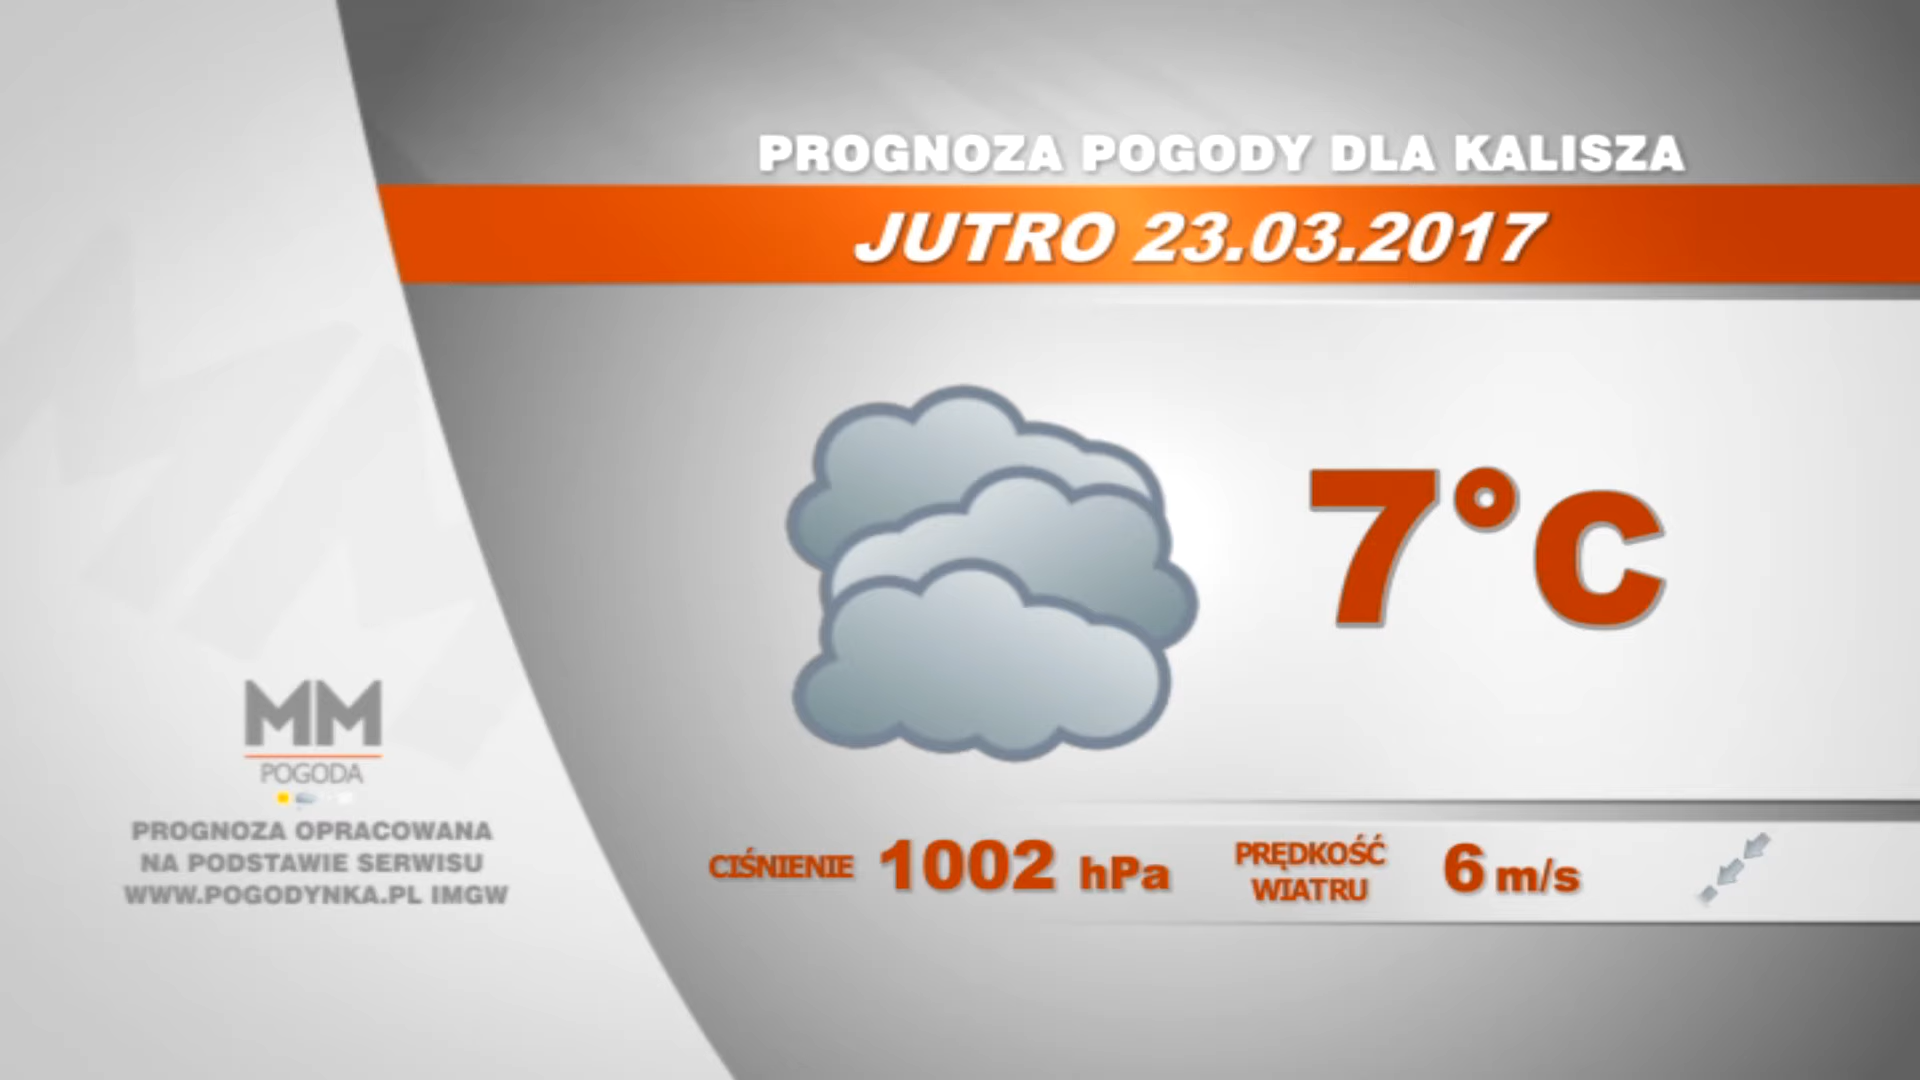 PROGNOZA POGODY DLA KALISZA
JUTRO 23.03.2017
7°C
CIŚNIENIE 1002 hPa
PRĘDKOŚĆ
WIATRU
6 m/s
MM
POGODA
PROGNOZA OPRACOWANA
NA PODSTAWIE SERWISU
WWW.POGODYNKA.PL IMGW